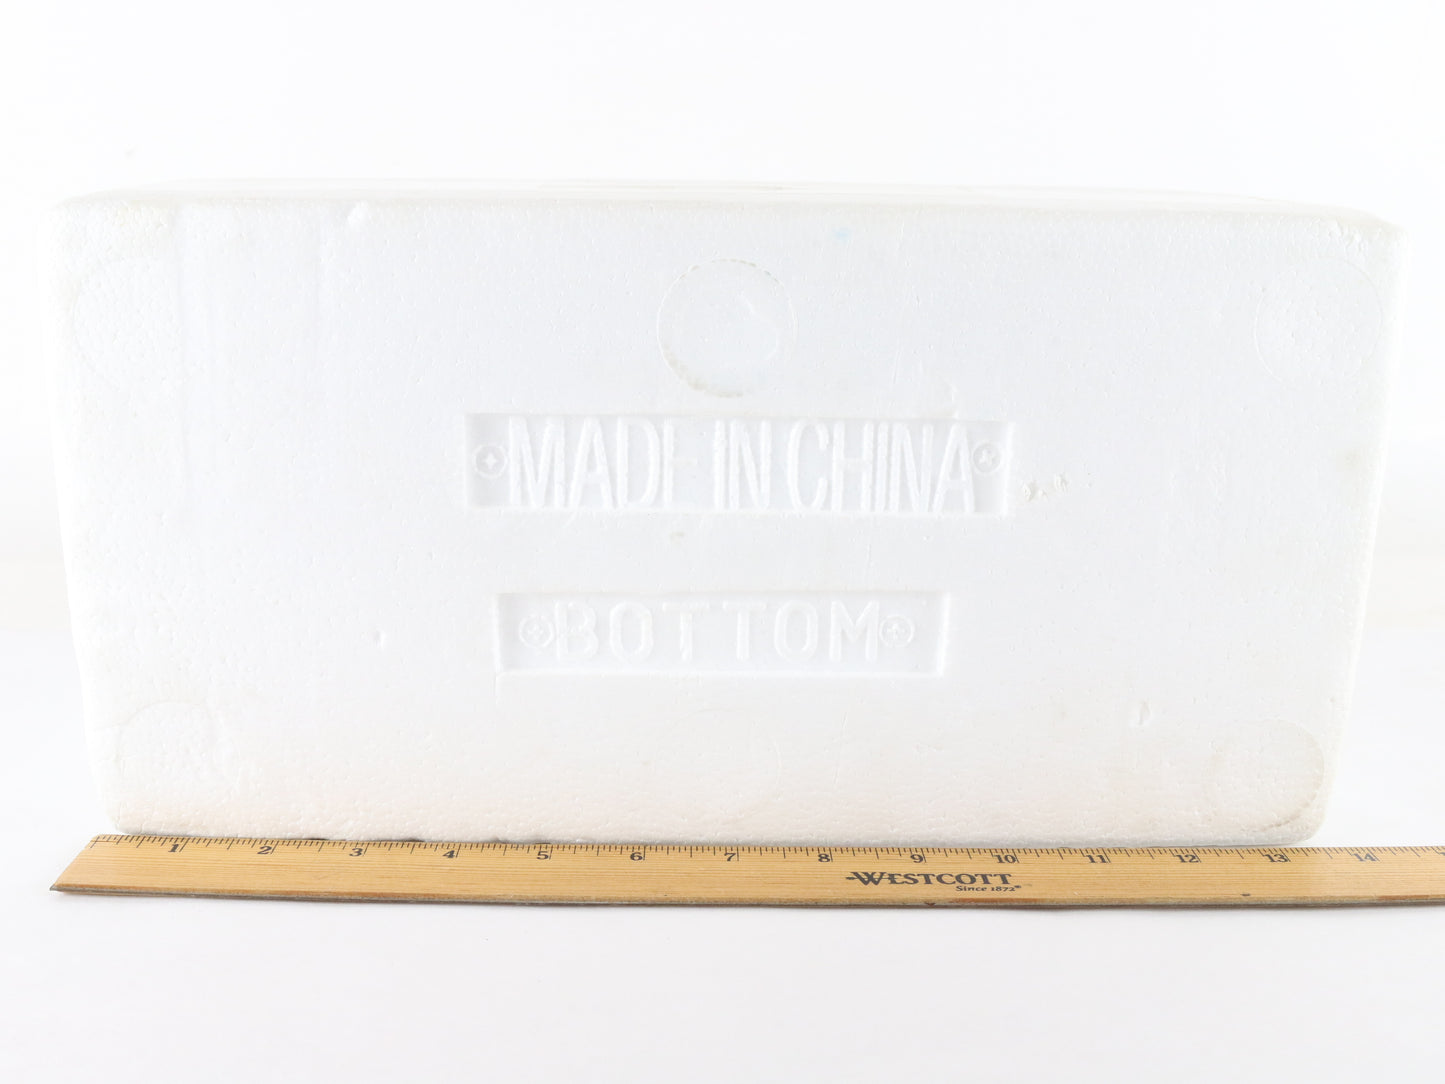 MADE IN CHINA
BOTTOM
1 2 3 4 5 6 7 8 9 10 11 12 13 14
WESTCOTT
Since 1872®